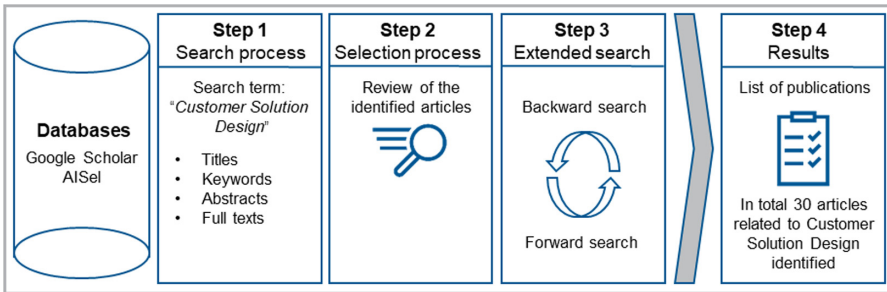 Databases
Google Scholar
AISel
Step 1
Search process
Search term:
"Customer Solution
Design"
• Titles
• Keywords
• Abstracts
• Full texts
Step 2
Selection process
Review of the
identified articles
Step 3
Extended search
Backward search
Forward search
Step 4
Results
List of publications
In total 30 articles
related to Customer
Solution Design
identified